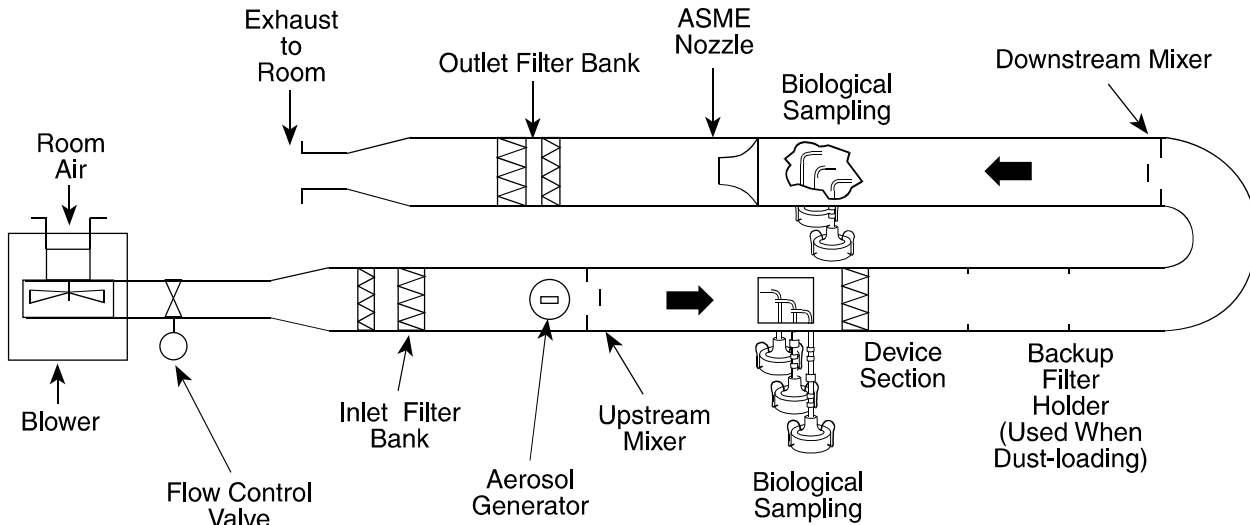 Exhaust
to
Room
Outlet Filter Bank
ASME
Nozzle
Biological
Sampling
Downstream Mixer
Room
Air
Blower
Flow Control
Valve
Inlet Filter
Bank
Aerosol
Generator
Upstream
Mixer
Biological
Sampling
Device
Section
Backup
Filter
Holder
(Used When
Dust-loading)